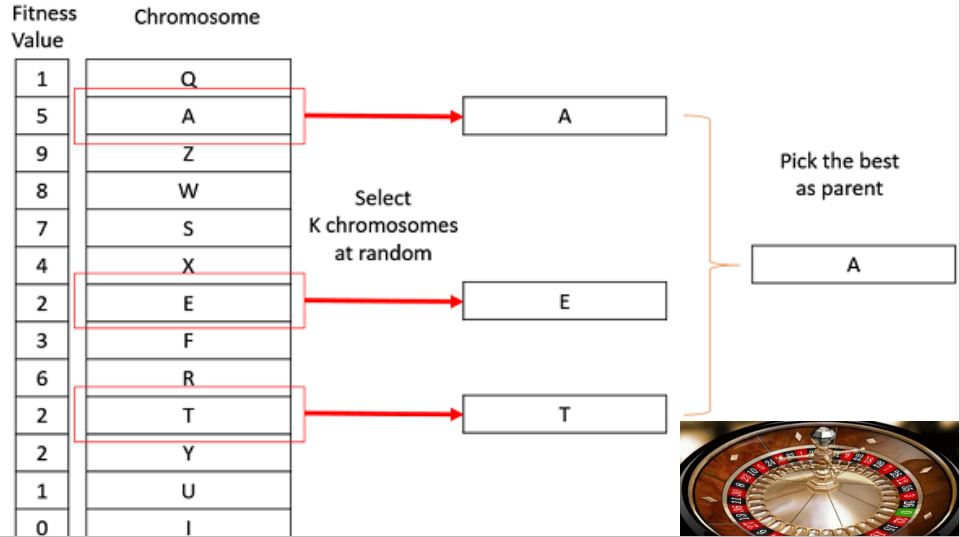 Fitness
Value
Chromosome
1 Q
5 A
9 Z
8 W
7 S
4 X
2 E
3 F
6 R
2 T
2 Y
1 U
0 I
Select
K chromosomes
at random
A
E
T
Pick the best
as parent
A